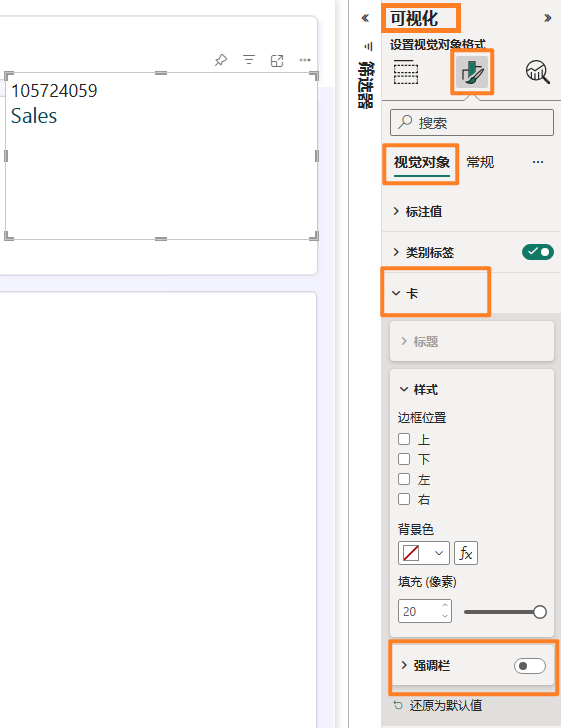 可视化
设置视觉对象格式
筛选器
105724059
Sales
搜索
视觉对象 常规
标注值
类别标签
卡
标题
样式
边框位置
上
下
左
右
背景色
fx
填充 (像素)
20
强调栏
还原为默认值